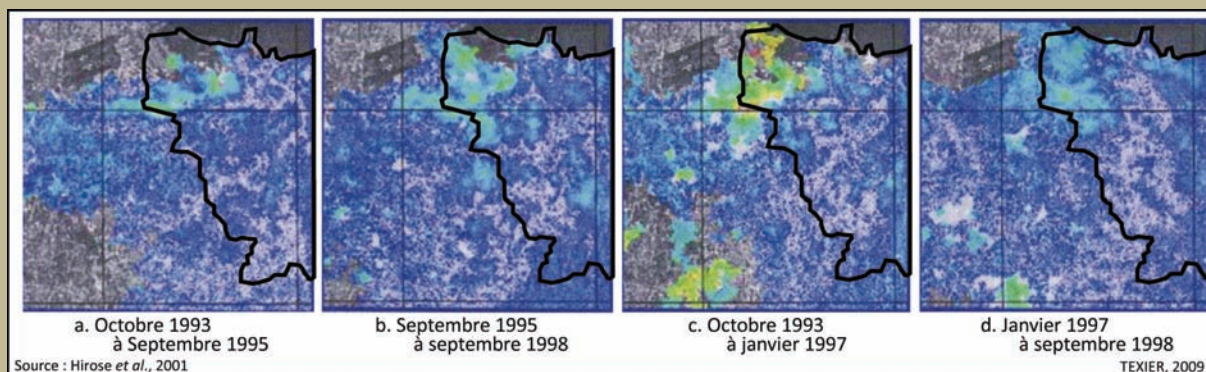 a. Octobre 1993
à Septembre 1995
b. Septembre 1995
à septembre 1998
c. Octobre 1993
à janvier 1997
d. Janvier 1997
à septembre 1998
Source : Hirose et al., 2001
TEXIER, 2009